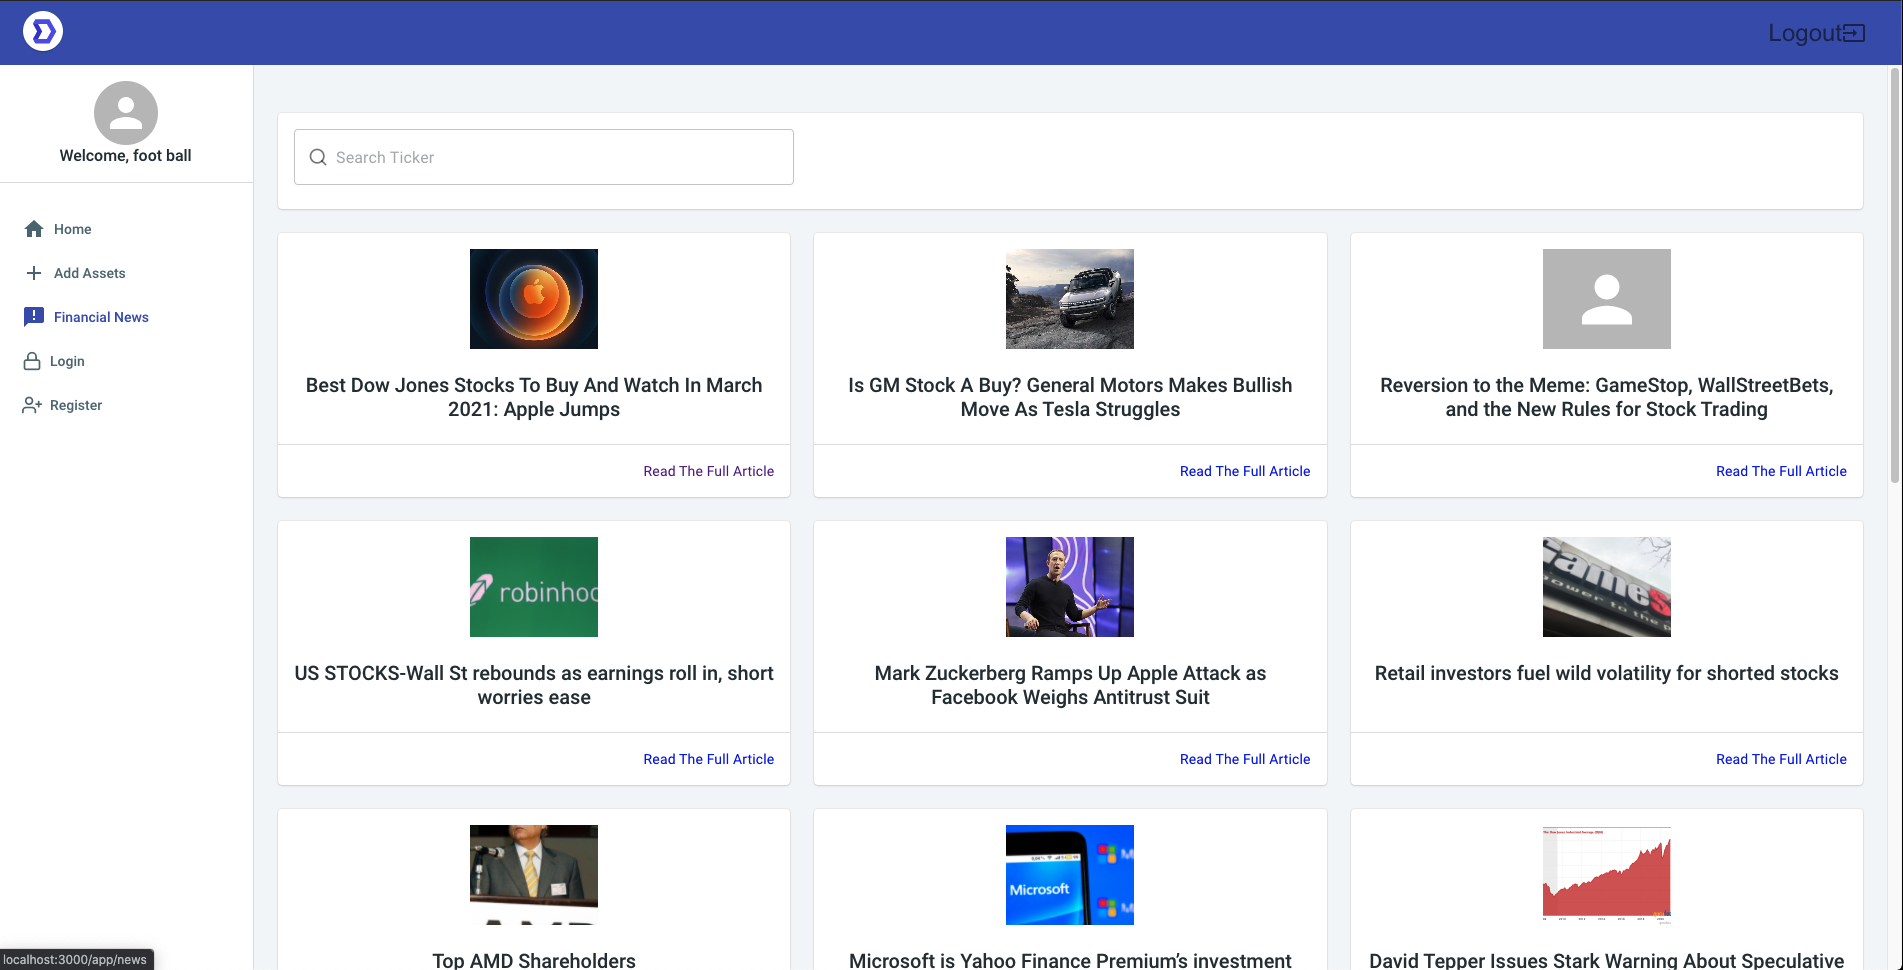 Logout
Welcome, foot ball
Home
Add Assets
Financial News
Login
Register
Search Ticker
Best Dow Jones Stocks To Buy And Watch In March
2021: Apple Jumps
Read The Full Article
Is GM Stock A Buy? General Motors Makes Bullish
Move As Tesla Struggles
Read The Full Article
Reversion to the Meme: GameStop, WallStreetBets,
and the New Rules for Stock Trading
Read The Full Article
robinhoo
US STOCKS-Wall St rebounds as earnings roll in, short
worries ease
Read The Full Article
Mark Zuckerberg Ramps Up Apple Attack as
Facebook Weighs Antitrust Suit
Read The Full Article
GameS
power to the p
Retail investors fuel wild volatility for shorted stocks
Read The Full Article
AMD
Top AMD Shareholders
Microsoft
Microsoft is Yahoo Finance Premium's investment
David Tepper Issues Stark Warning About Speculative
localhost:3000/app/news